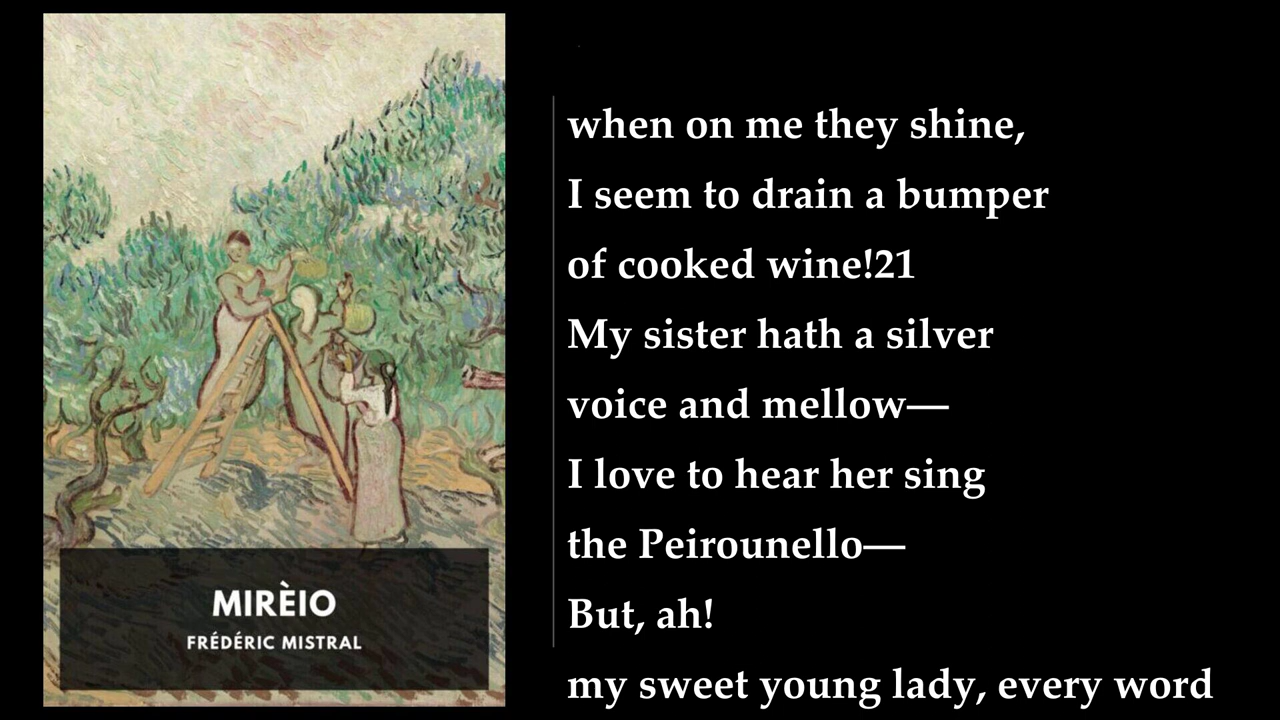 MIRÈIO
FRÉDÉRIC MISTRAL
when on me they shine,
I seem to drain a bumper
of cooked wine!21
My sister hath a silver
voice and mellow—
I love to hear her sing
the Peirounello—
But, ah!
my sweet young lady, every word